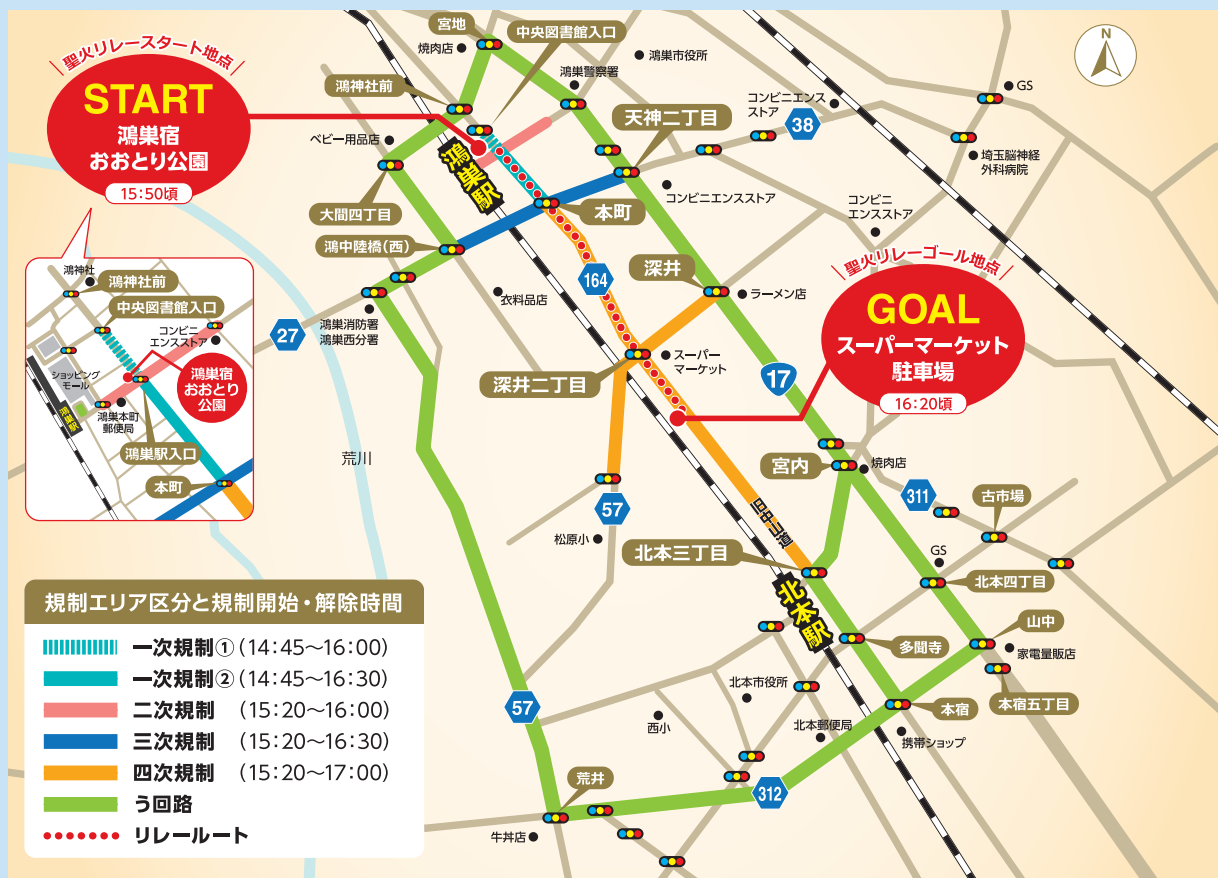 聖火リレースタート地点
START
鴻巣宿
おおとり公園
15:50頃
宮地
焼肉店
中央図書館入口
鴻巣市役所
鴻巣警察署
鴻神社前
天神二丁目
コンビニエンス
ストア
38
GS
埼玉脳神経
外科病院
ベビー用品店
鴻巣駅
コンビニエンスストア
本町
大間四丁目
鴻中陸橋(西)
コンビニ
エンスストア
164
深井
ラーメン店
衣料品店
27
鴻巣消防署
鴻巣西分署
聖火リレーゴール地点
GOAL
スーパーマーケット
駐車場
16:20頃
スーパー
マーケット
深井二丁目
17
鴻神社
鴻神社前
中央図書館入口
コンビニ
エンスストア
ショッピング
モール
鴻巣宿
おおとり
公園
鴻巣駅
鴻巣本町
郵便局
鴻巣駅入口
本町
荒川
宮内
焼肉店
57
311
古市場
旧中山道
松原小
北本三丁目
GS
北本四丁目
北本駅
山中
家電量販店
多聞寺
本宿五丁目
北本市役所
本宿
西小
北本郵便局
携帯ショップ
57
荒井
312
牛丼店
N
規制エリア区分と規制開始・解除時間
一次規制①(14:45～16:00)
一次規制②(14:45～16:30)
二次規制 (15:20～16:00)
三次規制 (15:20～16:30)
四次規制 (15:20～17:00)
う回路
リレールート